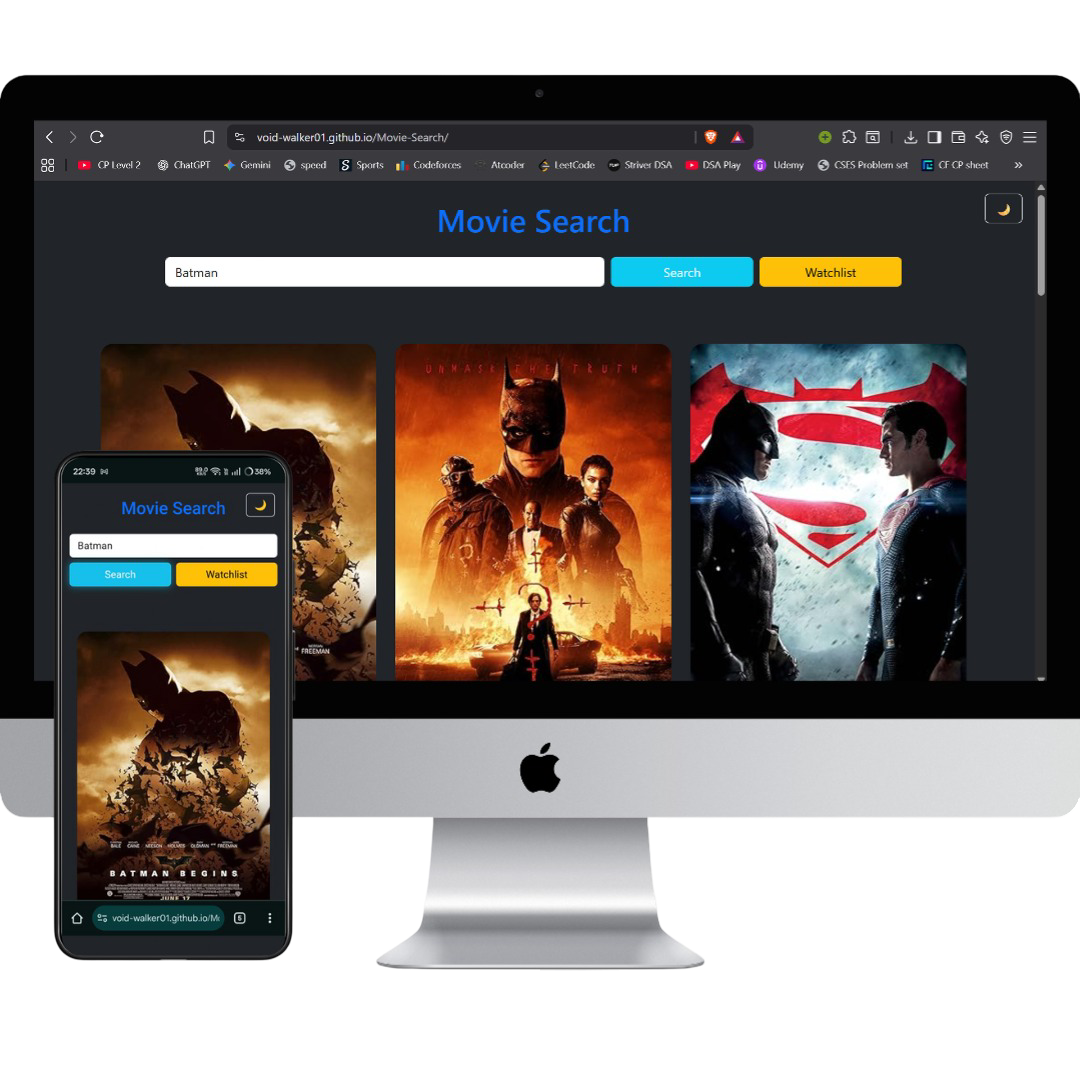 void-walker01.github.io/Movie-Search/
CP Level 2 ChatGPT Gemini speed Sports Codeforces Atcoder LeetCode Striver DSA DSA Play Udemy CSES Problem set CF CP sheet »
Movie Search
Batman Search Watchlist
UNMASK THE TRUTH
FREEMAN
22:39 38%
Movie Search
Batman
Search Watchlist
BALE CAINE NEESON HOLMES OLDMAN AND FREEMAN
BATMAN BEGINS
JUNE 17
void-walker01.github.io/M 5